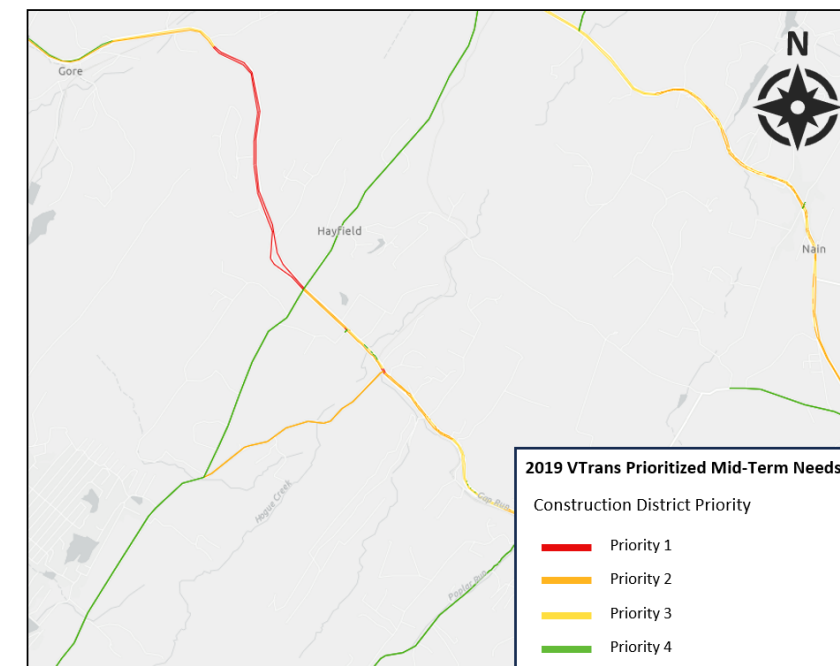 N
Gore
Hayfield
Nain
Hogue Creek
Gap Run
Poplar Run
2019 VTrans Prioritized Mid-Term Needs
Construction District Priority
Priority 1
Priority 2
Priority 3
Priority 4